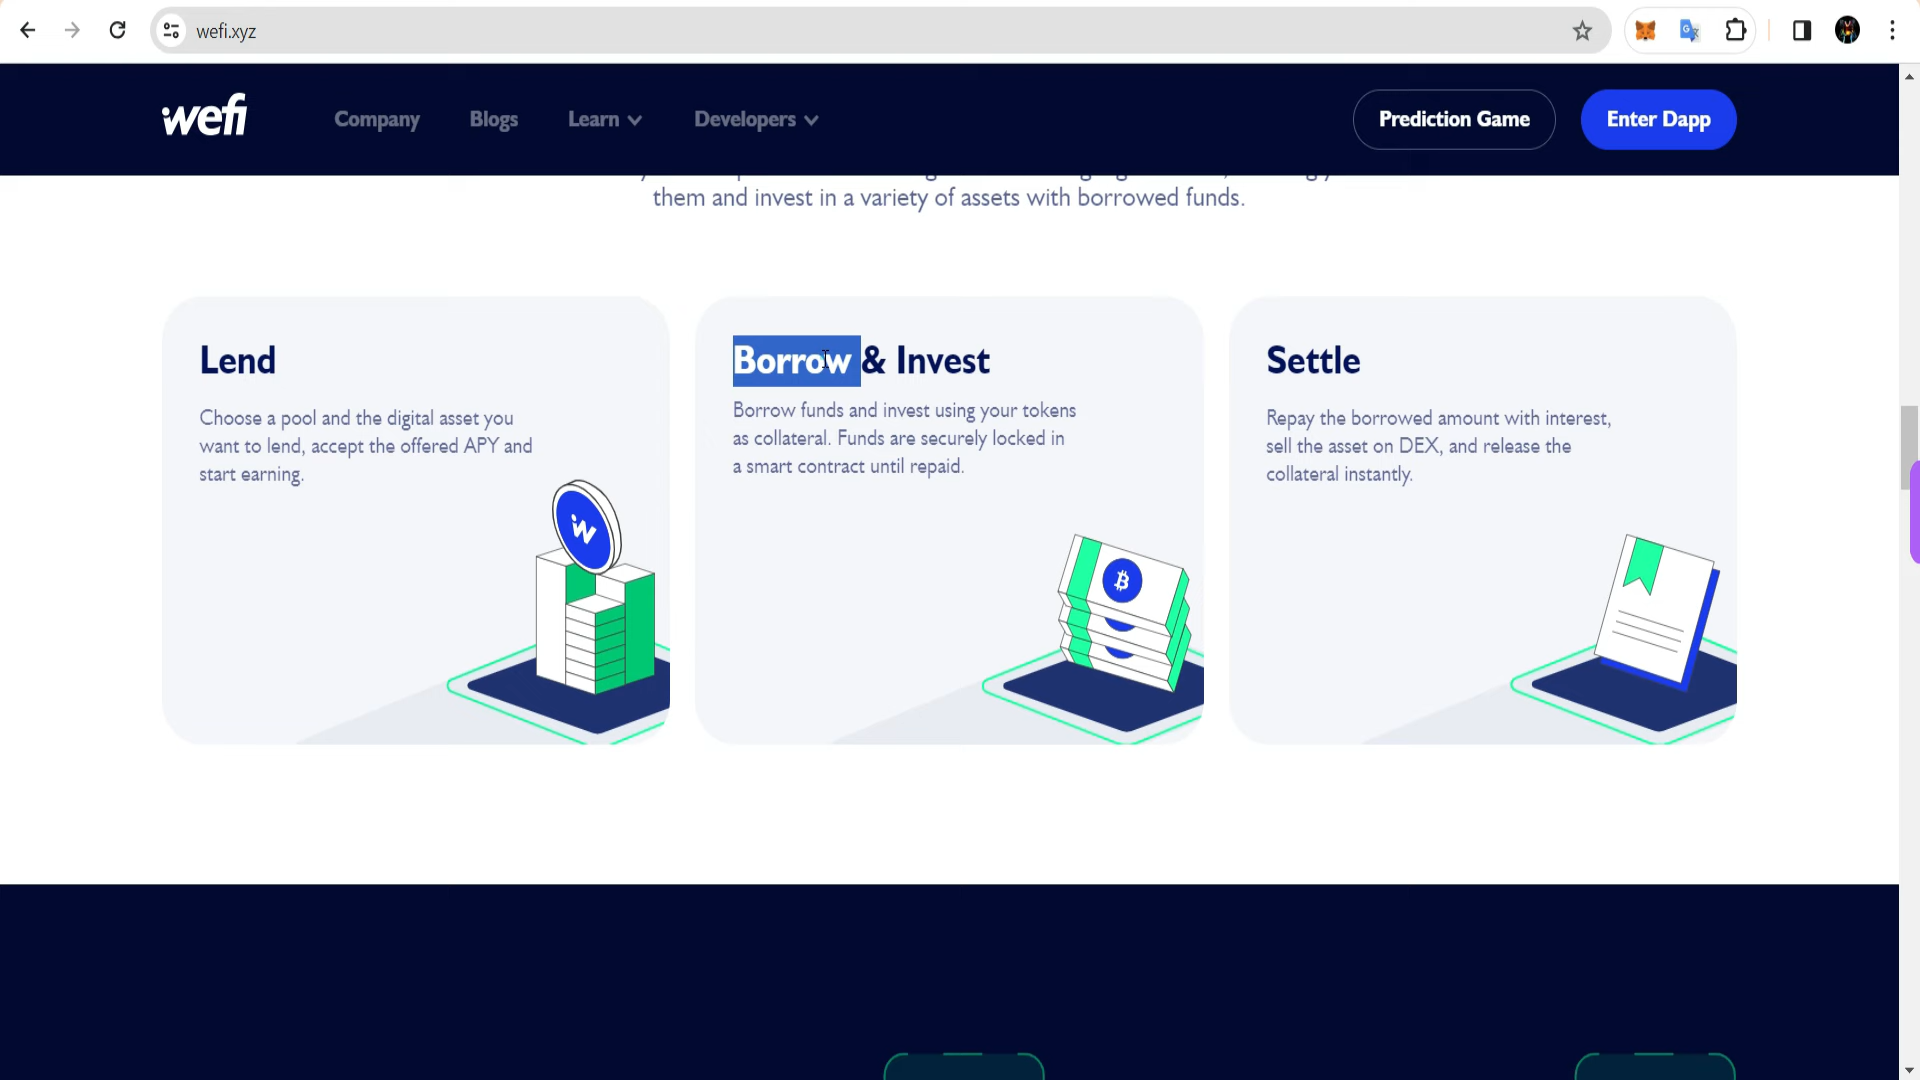 wefi.xyz
wefi
Company
Blogs
Learn
Developers
Prediction Game
Enter Dapp
them and invest in a variety of assets with borrowed funds.
Lend
Choose a pool and the digital asset you
want to lend, accept the offered APY and
start earning.
Borrow & Invest
Borrow funds and invest using your tokens
as collateral. Funds are securely locked in
a smart contract until repaid.
Settle
Repay the borrowed amount with interest,
sell the asset on DEX, and release the
collateral instantly.